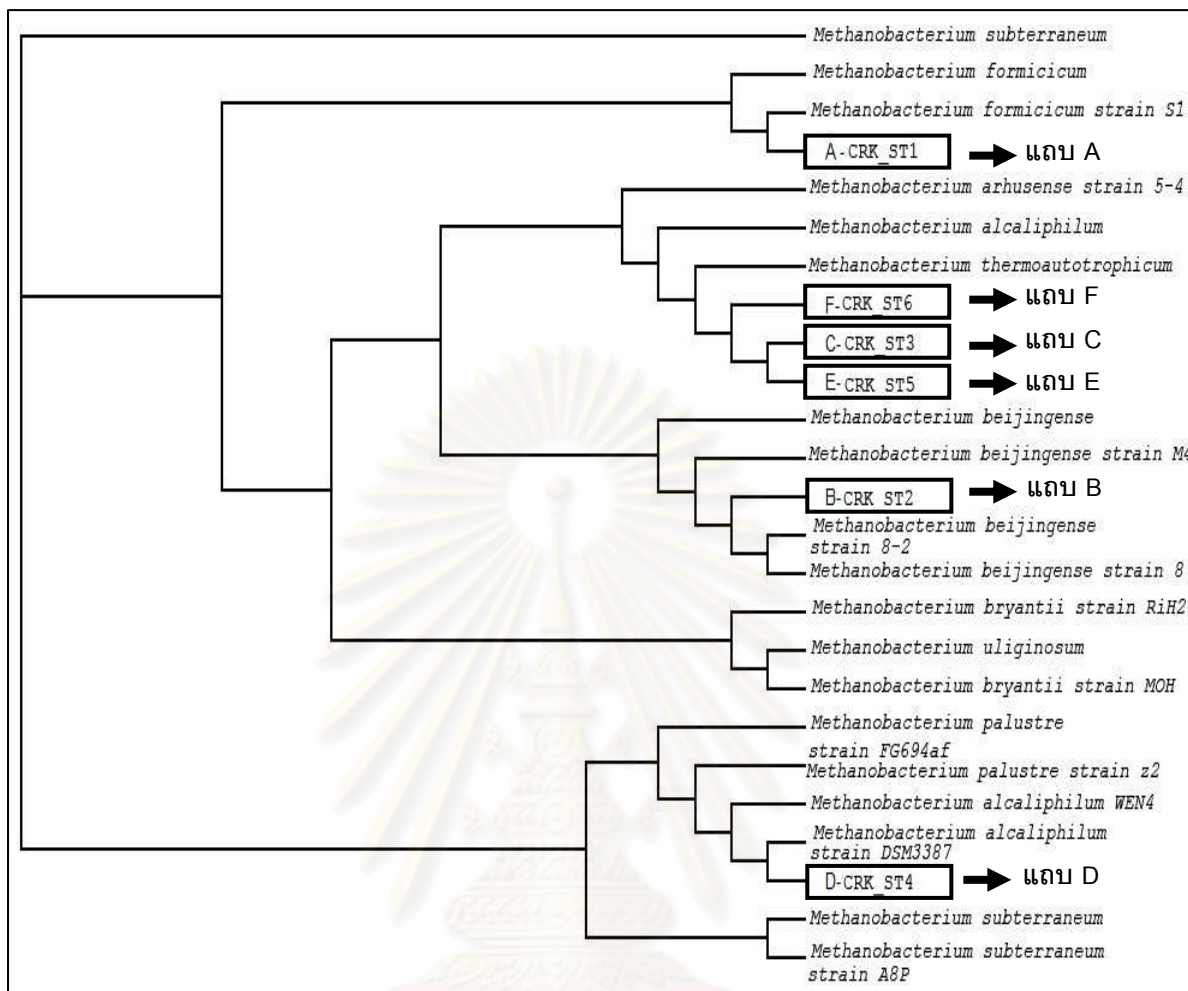 Methanobacterium subterraneum
Methanobacterium formicicum
Methanobacterium formicicum strain S1
A-CRK_ST1 แถบ A
Methanobacterium arhusense strain 5-4
Methanobacterium alcaliphilum
Methanobacterium thermoautotrophicum
F-CRK_ST6 แถบ F
C-CRK_ST3 แถบ C
E-CRK ST5 แถบ E
Methanobacterium beijingense
Methanobacterium beijingense strain M4
B-CRK_ST2 แถบ B
Methanobacterium beijingense
strain 8-2
Methanobacterium beijingense strain 8
Methanobacterium bryantii strain RiH2
Methanobacterium uliginosum
Methanobacterium bryantii strain MOH
Methanobacterium palustre
strain FG694af
Methanobacterium palustre strain z2
Methanobacterium alcaliphilum WEN4
Methanobacterium alcaliphilum
strain DSM3387
D-CRK_ST4 แถบ D
Methanobacterium subterraneum
Methanobacterium subterraneum
strain A8P